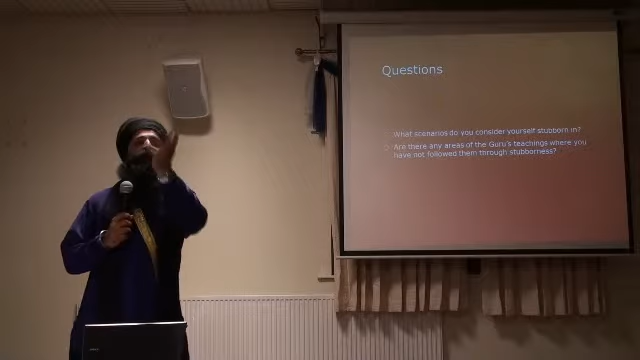 Questions
What scenarios do you consider yourself stubborn in?
Are there any areas of the Guru's teachings where you
have not followed them through stubborness?